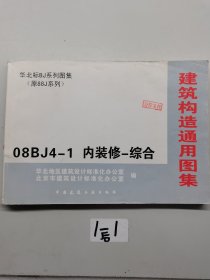 华北标BJ系列图集
(原88J系列)
08BJ4-1 内装修-综合
华北地区建筑设计标准化办公室
北京市建筑设计标准化办公室
编
建筑构造通用图集
1言1